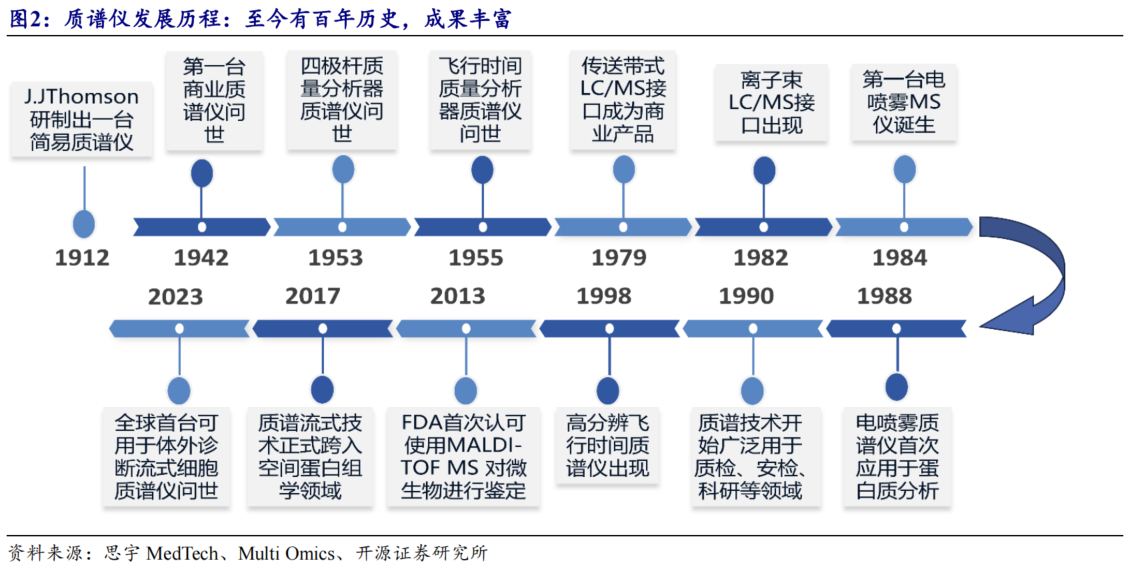 图2：质谱仪发展历程：至今有百年历史，成果丰富
J.JThomson
研制出一台
简易质谱仪
第一台
商业质
谱仪问
世
四极杆质
量分析器
质谱仪问
世
飞行时间
质量分析
器质谱仪
问世
传送带式
LC/MS接
口成为商
业产品
离子束
LC/MS接
口出现
第一台电
喷雾MS
仪诞生
1912
1942
1953
1955
1979
1982
1984
2023
2017
2013
1998
1990
1988
全球首台可
用于体外诊
断流式细胞
质谱仪问世
质谱流式技
术正式跨入
空间蛋白组
学领域
FDA首次认可
使用MALDI-
TOF MS 对微
生物进行鉴定
高分辨飞
行时间质
谱仪出现
质谱技术开
始广泛用于
质检、安检、
科研等领域
电喷雾质
谱仪首次
应用于蛋
白质分析
资料来源：思宇 MedTech、Multi Omics、开源证券研究所